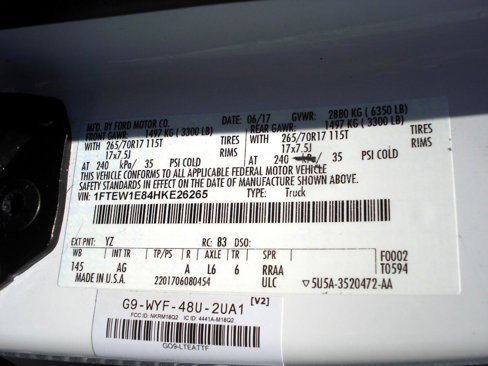 MFD. BY FORD MOTOR CO. DATE: 06/17 GVWR: 2880 KG ( 6350 LB)
FRONT GAWR: 1497 KG ( 3300 LB) REAR GAWR: 1497 KG ( 3300 LB)
WITH 265/70R17 115T TIRES WITH 265/70R17 115T TIRES
17x7.5J RIMS 17x7.5J RIMS
AT 240 kPa/ 35 PSI COLD AT 240 kPa/ 35 PSI COLD
THIS VEHICLE CONFORMS TO ALL APPLICABLE FEDERAL MOTOR VEHICLE
SAFETY STANDARDS IN EFFECT ON THE DATE OF MANUFACTURE SHOWN ABOVE.
VIN: 1FTEW1E84HKE26265 TYPE: Truck
EXT PNT: YZ RC: 83 DSO:
WB INT TP/PS R AXLE TR SPR F0002
145 AG A L6 6 RRAA T0594
MADE IN U.S.A. 2201706080454 ULC ▽5U5A-3520472-AA
G9-WYF-48U-2UA1 [V2]
FCC ID: NKRM18Q2 IC ID: 4441A-M18Q2
GO9-LTEATTF